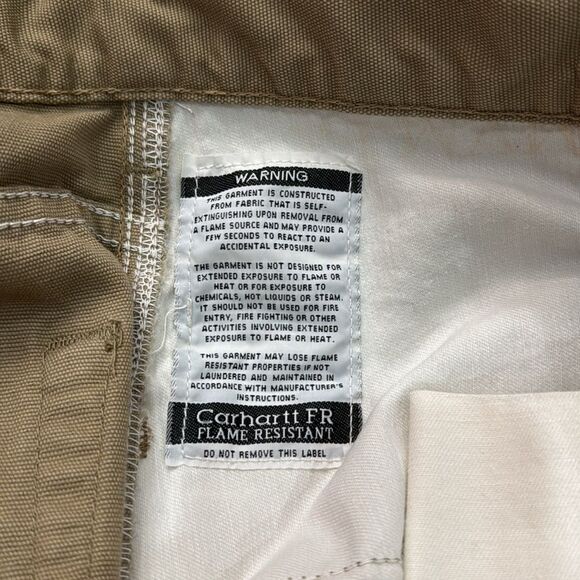 WARNING
THIS GARMENT IS CONSTRUCTED
FROM FABRIC THAT IS SELF-
EXTINGUISHING UPON REMOVAL FROM
A FLAME SOURCE AND MAY PROVIDE A
FEW SECONDS TO REACT TO AN
ACCIDENTAL EXPOSURE.
THE GARMENT IS NOT DESIGNED FOR
EXTENDED EXPOSURE TO FLAME OR
HEAT OR FOR EXPOSURE TO
CHEMICALS, HOT LIQUIDS OR STEAM.
IT SHOULD NOT BE USED FOR FIRE
ENTRY, FIRE FIGHTING OR OTHER
ACTIVITIES INVOLVING EXTENDED
EXPOSURE TO FLAME OR HEAT.
THIS GARMENT MAY LOSE FLAME
RESISTANT PROPERTIES IF NOT
LAUNDERED AND MAINTAINED IN
ACCORDANCE WITH MANUFACTURER'S
INSTRUCTIONS.
Carhartt FR
FLAME RESISTANT
DO NOT REMOVE THIS LABEL